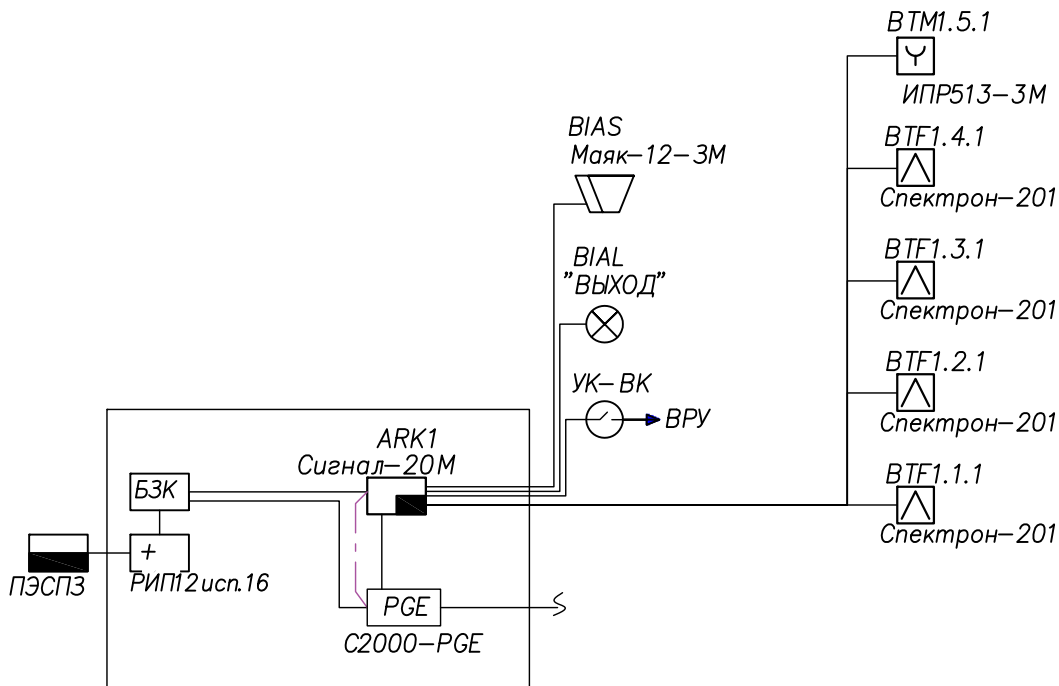 BTM1.5.1
ИПР513-3М
BIAS
Маяк-12-3М
BTF1.4.1
Спектрон-201
BIAL
"ВЫХОД"
BTF1.3.1
Спектрон-201
УК-ВК
ВРУ
BTF1.2.1
Спектрон-201
ARK1
Сигнал-20М
БЗК
BTF1.1.1
Спектрон-201
+
ПЭСПЗ
РИП12 исп.16
PGE
С2000-PGE